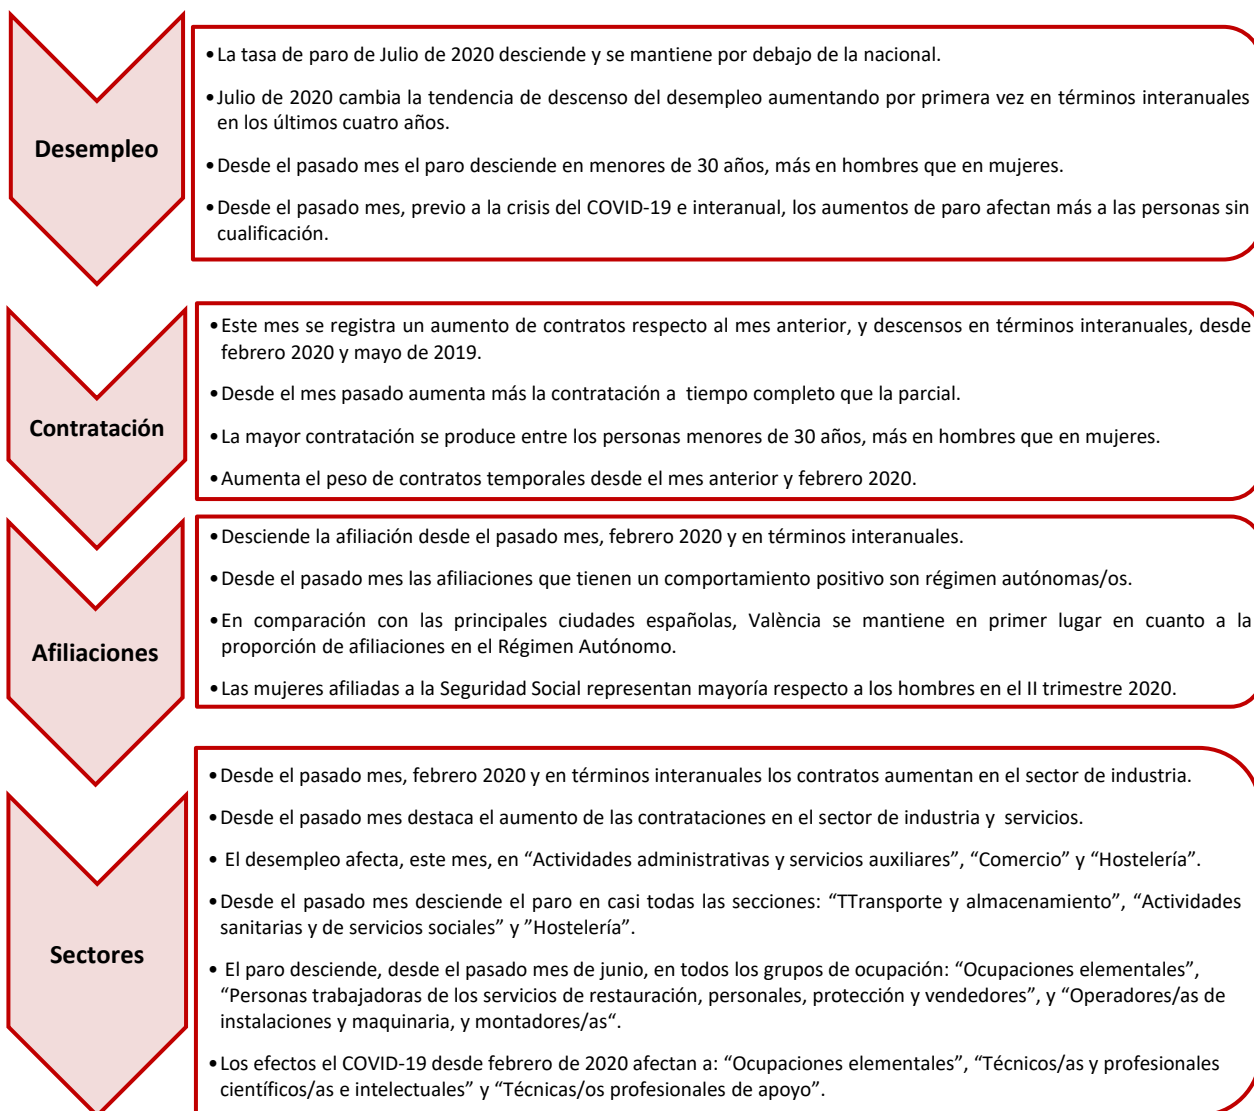 Desempleo
•La tasa de paro de Julio de 2020 desciende y se mantiene por debajo de la nacional.
•Julio de 2020 cambia la tendencia de descenso del desempleo aumentando por primera vez en términos interanuales
en los últimos cuatro años.
•Desde el pasado mes el paro desciende en menores de 30 años, más en hombres que en mujeres.
•Desde el pasado mes, previo a la crisis del COVID-19 e interanual, los aumentos de paro afectan más a las personas sin
cualificación.
Contratación
•Este mes se registra un aumento de contratos respecto al mes anterior, y descensos en términos interanuales, desde
febrero 2020 y mayo de 2019.
•Desde el mes pasado aumenta más la contratación a tiempo completo que la parcial.
•La mayor contratación se produce entre los personas menores de 30 años, más en hombres que en mujeres.
•Aumenta el peso de contratos temporales desde el mes anterior y febrero 2020.
Afiliaciones
•Desciende la afiliación desde el pasado mes, febrero 2020 y en términos interanuales.
•Desde el pasado mes las afiliaciones que tienen un comportamiento positivo son régimen autónomas/os.
•En comparación con las principales ciudades españolas, València se mantiene en primer lugar en cuanto a la
proporción de afiliaciones en el Régimen Autónomo.
•Las mujeres afiliadas a la Seguridad Social representan mayoría respecto a los hombres en el II trimestre 2020.
Sectores
•Desde el pasado mes, febrero 2020 y en términos interanuales los contratos aumentan en el sector de industria.
•Desde el pasado mes destaca el aumento de las contrataciones en el sector de industria y servicios.
• El desempleo afecta, este mes, en “Actividades administrativas y servicios auxiliares”, “Comercio” y “Hostelería”.
•Desde el pasado mes desciende el paro en casi todas las secciones: “TTransporte y almacenamiento”, “Actividades
sanitarias y de servicios sociales” y ”Hostelería”.
• El paro desciende, desde el pasado mes de junio, en todos los grupos de ocupación: “Ocupaciones elementales”,
“Personas trabajadoras de los servicios de restauración, personales, protección y vendedores”, y “Operadores/as de
instalaciones y maquinaria, y montadores/as“.
•Los efectos el COVID-19 desde febrero de 2020 afectan a: “Ocupaciones elementales”, “Técnicos/as y profesionales
científicos/as e intelectuales” y “Técnicas/os profesionales de apoyo”.